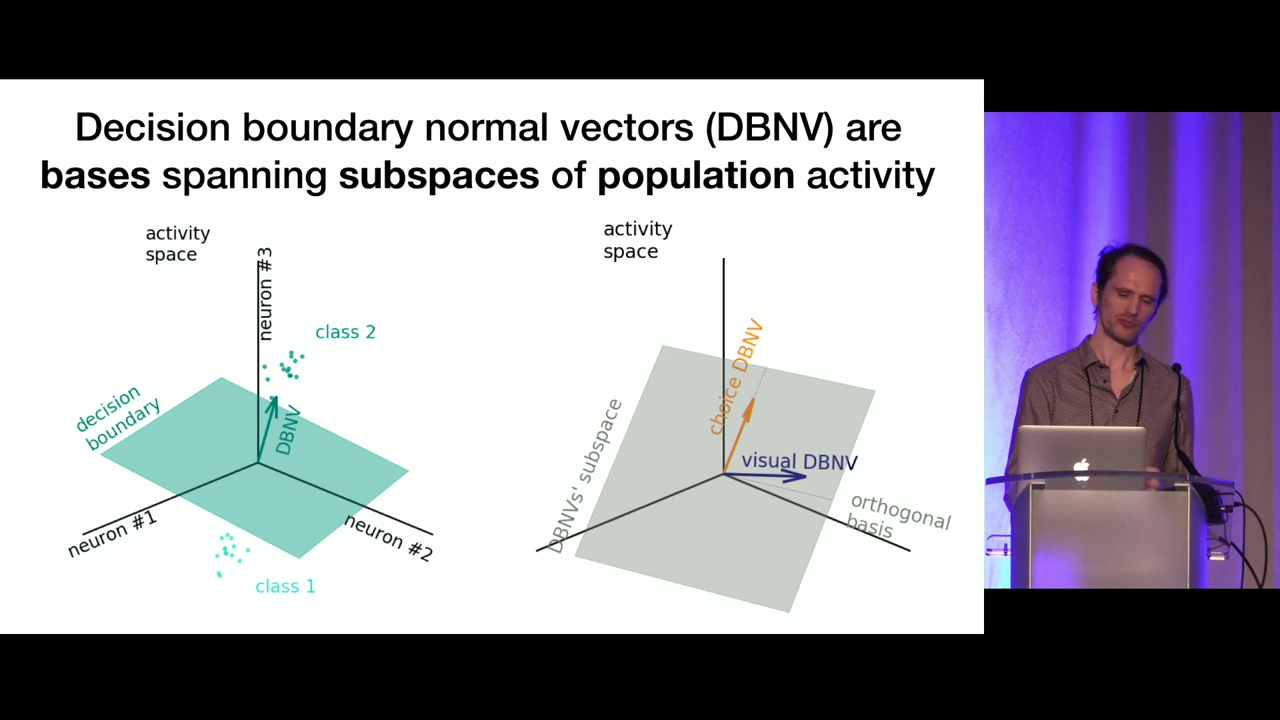 Decision boundary normal vectors (DBNV) are
bases spanning subspaces of population activity
activity
space
neuron #3
class 2
decision
boundary
DBNV
neuron #1
neuron #2
class 1
activity
space
choice DBNV
visual DBNV
DBNVs' subspace
orthogonal
basis